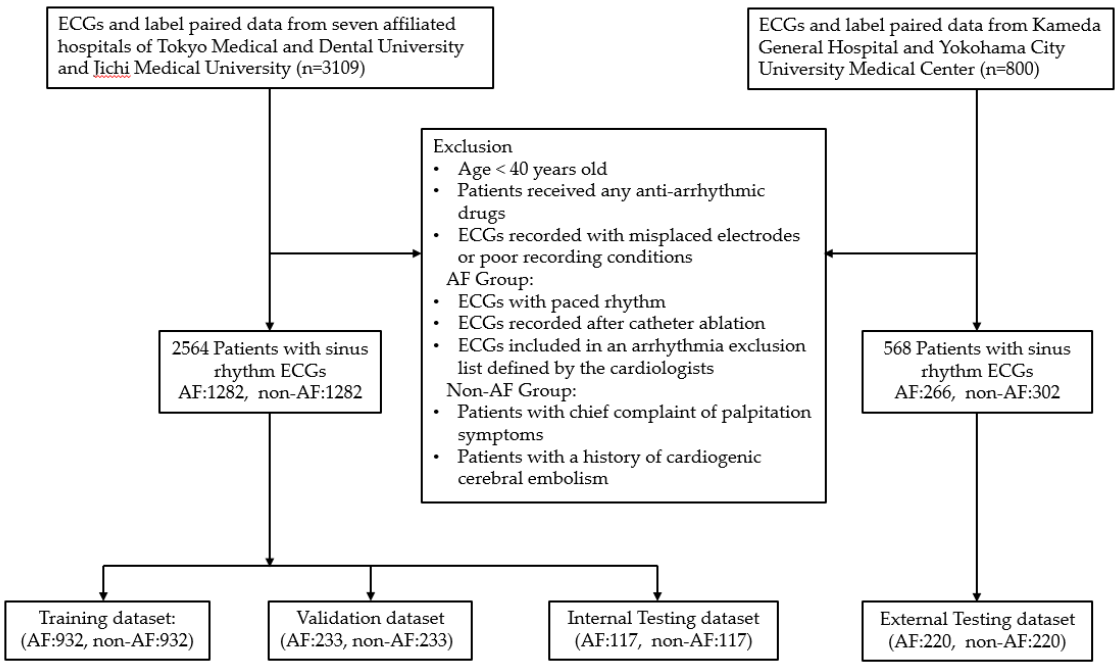 ECGs and label paired data from seven affiliated
hospitals of Tokyo Medical and Dental University
and Jichi Medical University (n=3109)
ECGs and label paired data from Kameda
General Hospital and Yokohama City
University Medical Center (n=800)
Exclusion
• Age < 40 years old
• Patients received any anti-arrhythmic
drugs
• ECGs recorded with misplaced electrodes
or poor recording conditions
AF Group:
• ECGs with paced rhythm
• ECGs recorded after catheter ablation
• ECGs included in an arrhythmia exclusion
list defined by the cardiologists
Non-AF Group:
• Patients with chief complaint of palpitation
symptoms
• Patients with a history of cardiogenic
cerebral embolism
2564 Patients with sinus
rhythm ECGs
AF:1282, non-AF:1282
568 Patients with sinus
rhythm ECGs
AF:266, non-AF:302
Training dataset:
(AF:932, non-AF:932)
Validation dataset
(AF:233, non-AF:233)
Internal Testing dataset
(AF:117, non-AF:117)
External Testing dataset
(AF:220, non-AF:220)